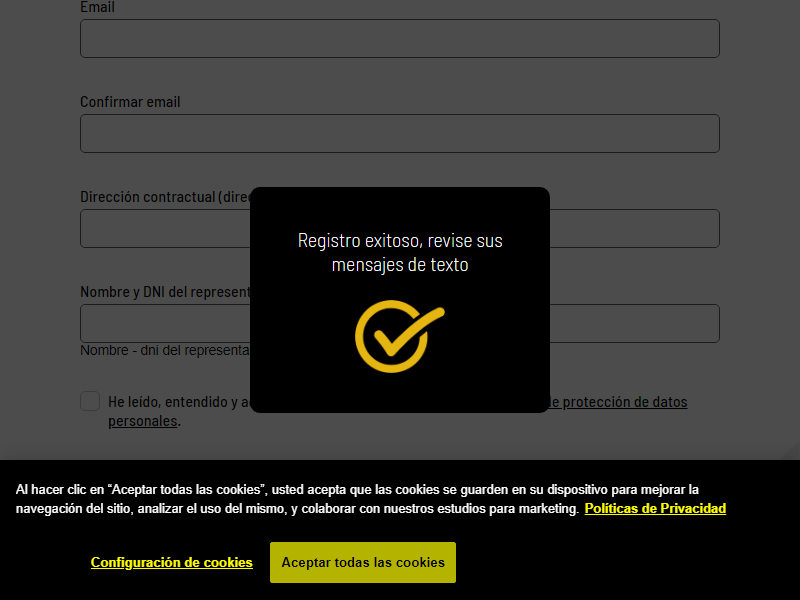 Email
Confirmar email
Dirección contractual (direc
Registro exitoso, revise sus
mensajes de texto
Nombre y DNI del represent
Nombre - dni del representa
He leído, entendido y a
de protección de datos
personales.
Al hacer clic en “Aceptar todas las cookies”, usted acepta que las cookies se guarden en su dispositivo para mejorar la
navegación del sitio, analizar el uso del mismo, y colaborar con nuestros estudios para marketing. Políticas de Privacidad
Configuración de cookies
Aceptar todas las cookies